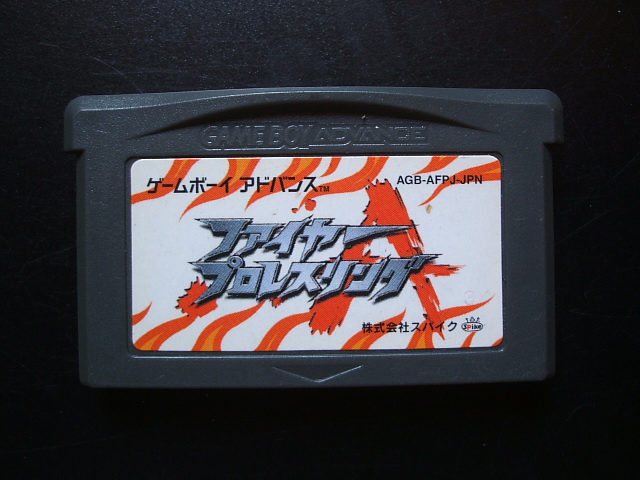 GAME BOY ADVANCE
ゲームボーイ アドバンス™ AGB-AFPJ-JPN
ファイヤー
プロレスリング A
株式会社スパイク Spike